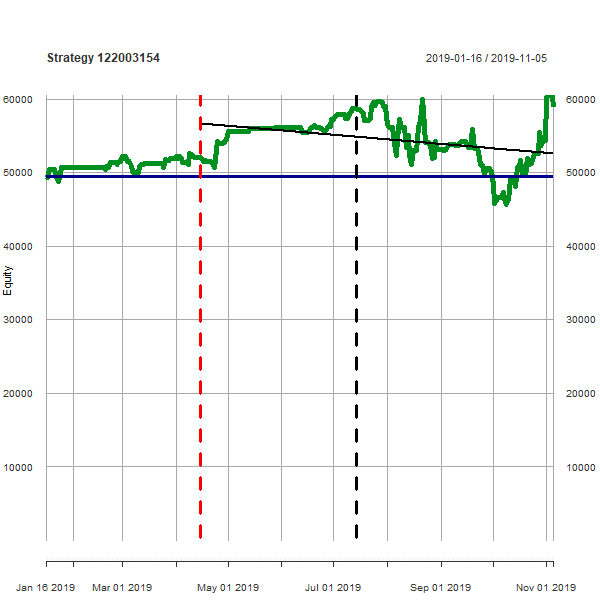 Strategy 122003154
2019-01-16 / 2019-11-05
60000
60000
50000
50000
40000
40000
Equity
30000
30000
20000
20000
10000
10000
Jan 16 2019
Mar 01 2019
May 01 2019
Jul 01 2019
Sep 01 2019
Nov 01 2019